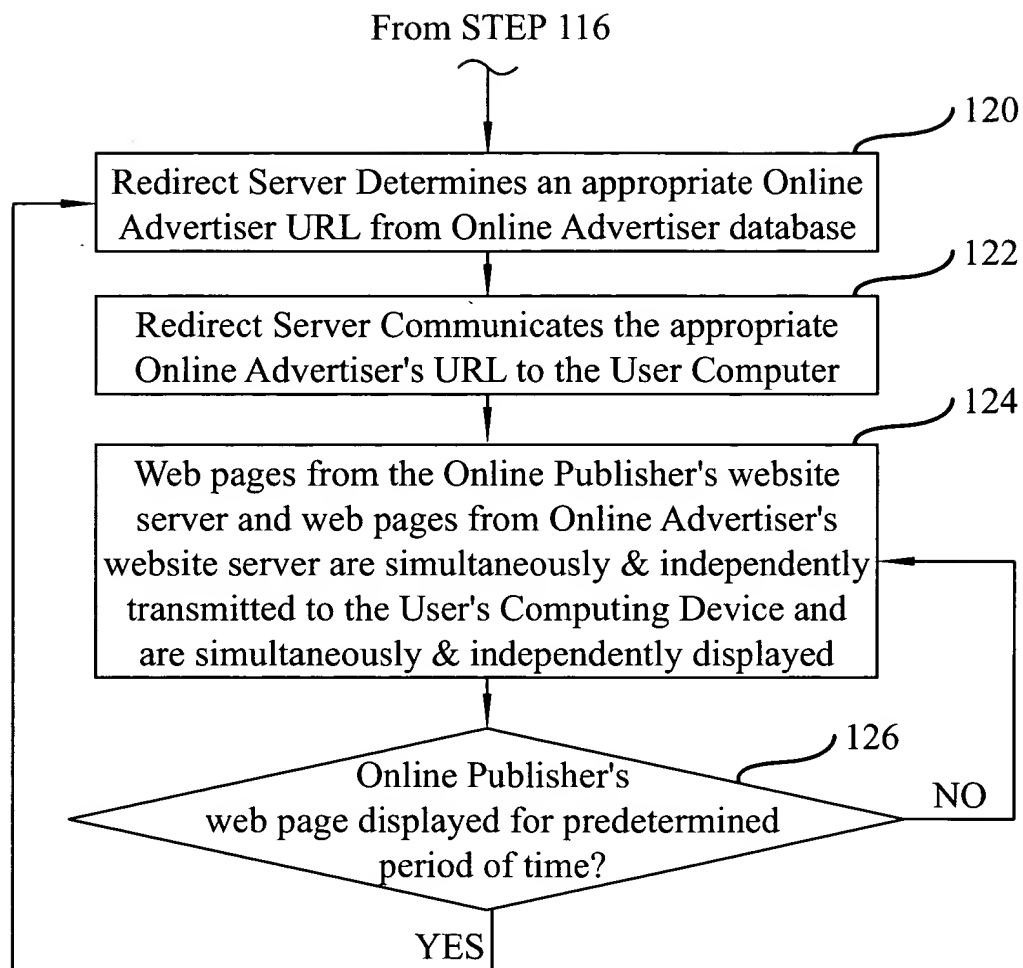 From STEP 116
120
Redirect Server Determines an appropriate Online
Advertiser URL from Online Advertiser database
122
Redirect Server Communicates the appropriate
Online Advertiser's URL to the User Computer
124
Web pages from the Online Publisher's website
server and web pages from Online Advertiser's
website server are simultaneously & independently
transmitted to the User's Computing Device and
are simultaneously & independently displayed
126
Online Publisher's
web page displayed for predetermined
period of time?
NO
YES